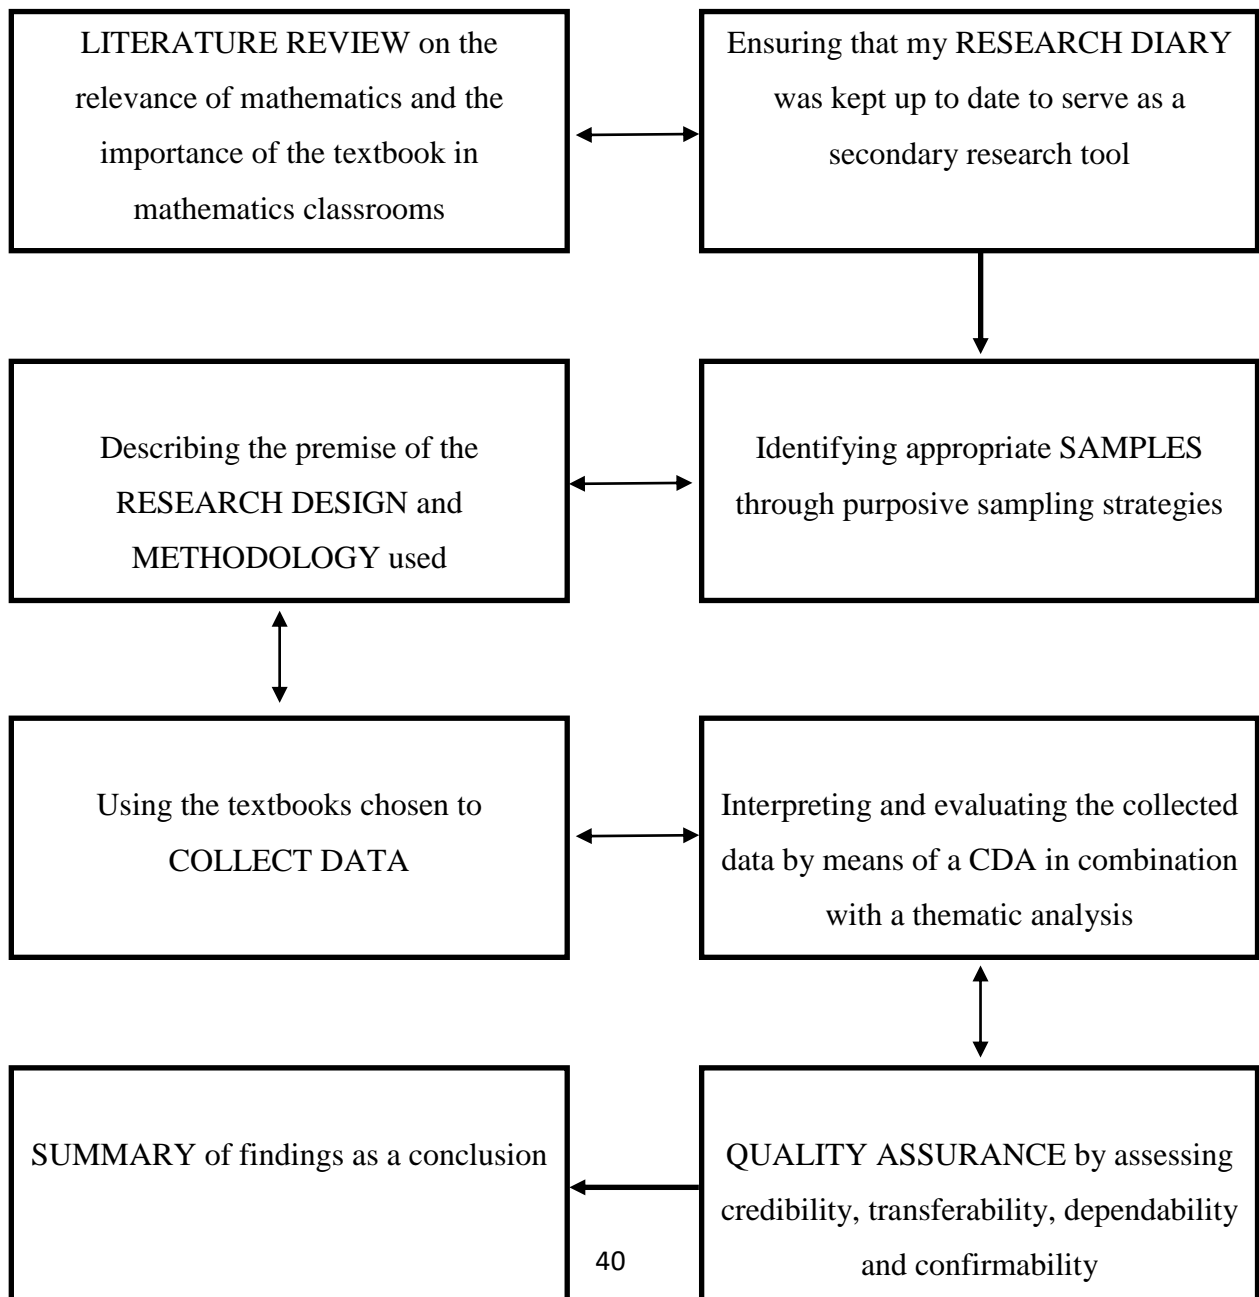 LITERATURE REVIEW on the
relevance of mathematics and the
importance of the textbook in
mathematics classrooms
Ensuring that my RESEARCH DIARY
was kept up to date to serve as a
secondary research tool
Describing the premise of the
RESEARCH DESIGN and
METHODOLOGY used
Identifying appropriate SAMPLES
through purposive sampling strategies
Using the textbooks chosen to
COLLECT DATA
Interpreting and evaluating the collected
data by means of a CDA in combination
with a thematic analysis
SUMMARY of findings as a conclusion
QUALITY ASSURANCE by assessing
credibility, transferability, dependability
and confirmability
40